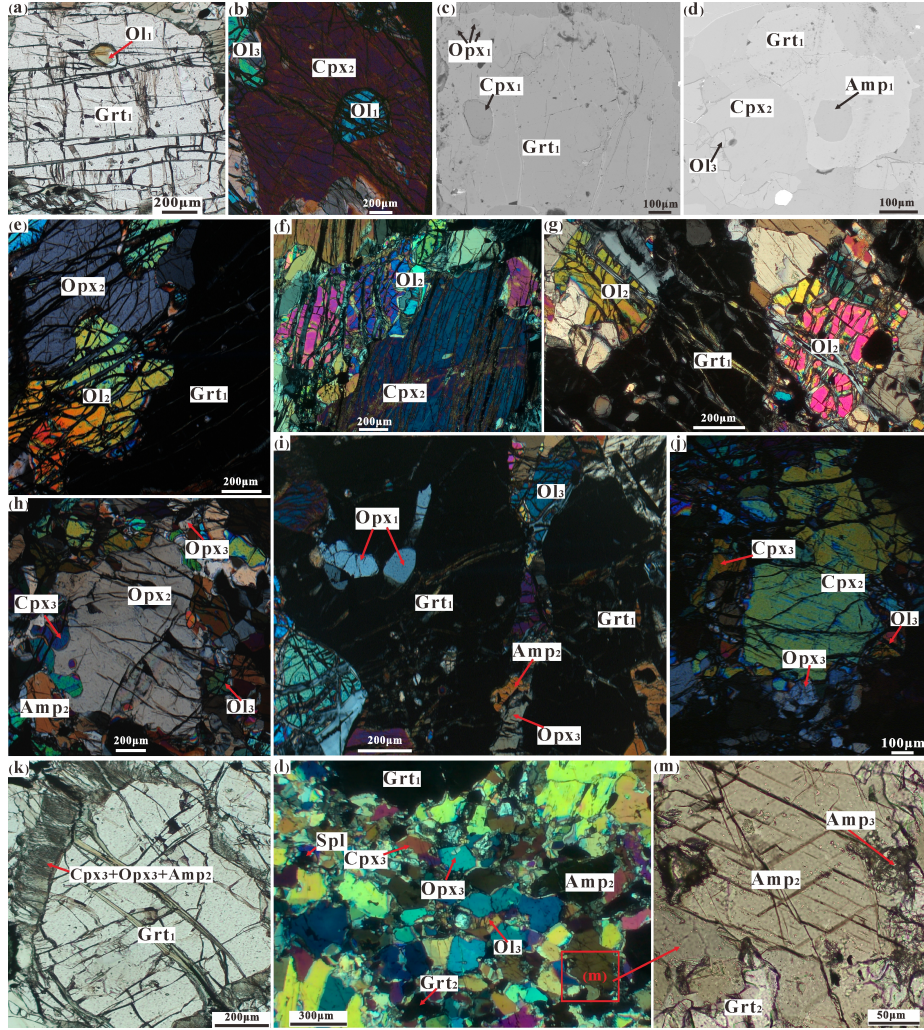 (a)
Ol1
Grt1
200μm
(b)
Ol3
Cpx2
Ol1
200μm
(c)
Opx1
Cpx1
Grt1
100μm
(d)
Grt1
Amp1
Cpx2
Ol3
100μm
(e)
Opx2
Ol2
Grt1
200μm
(f)
Ol2
Cpx2
200μm
(g)
Ol2
Grt1
Ol2
200μm
(h)
Opx3
Opx2
Cpx3
Amp2
Ol3
200μm
(i)
Ol3
Opx1
Grt1
Grt1
Amp2
Opx3
200μm
(j)
Cpx3
Cpx2
Ol3
Opx3
100μm
(k)
Cpx3+Opx3+Amp2
Grt1
200μm
(l)
Grt1
Spl
Cpx3
Opx3
Amp2
Ol3
(m)
Grt2
300μm
(m)
Amp3
Amp2
Grt2
50μm